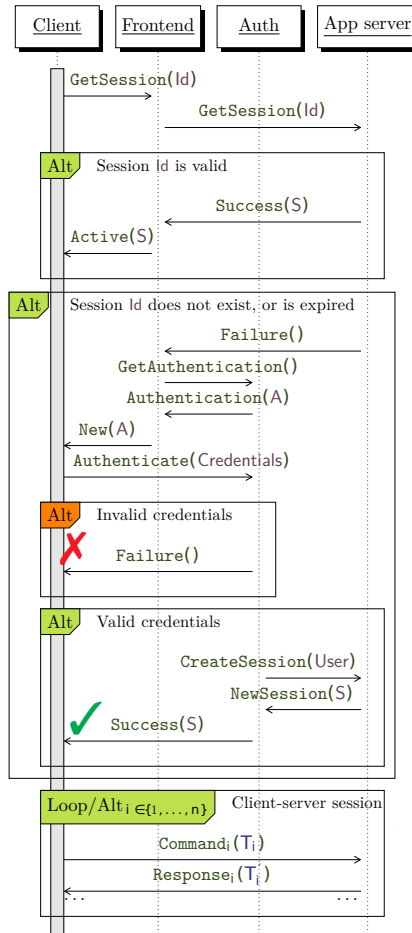 Client Frontend Auth App server
GetSession(Id)
GetSession(Id)
Alt Session Id is valid
Success(S)
Active(S)
Alt Session Id does not exist, or is expired
Failure()
GetAuthentication()
Authentication(A)
New(A)
Authenticate(Credentials)
Alt Invalid credentials
Failure()
Alt Valid credentials
CreateSession(User)
NewSession(S)
Success(S)
Loop/Alt i ∈{1,...,n} Client-server session
Commandi(Ti)
Responsei(T′i)
... ...